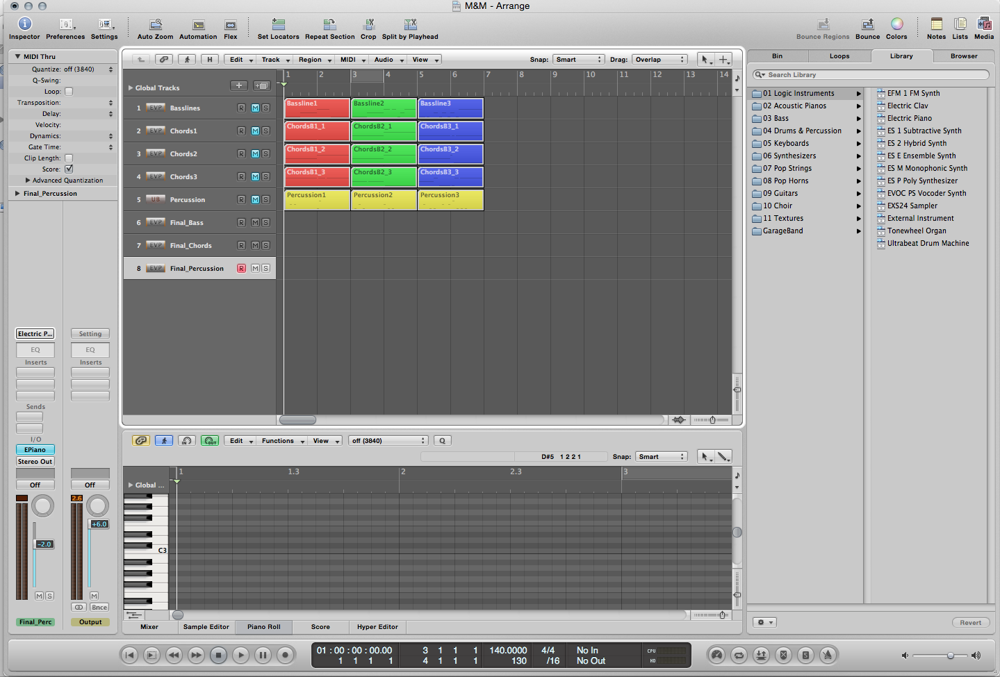 M&M - Arrange
Inspector Preferences Settings Auto Zoom Automation Flex Set Locators Repeat Section Crop Split by Playhead Bounce Regions Bounce Colors Notes Lists Media
MIDI Thru
Quantize: off (3840)
Q-Swing:
Loop:
Transposition:
Delay:
Velocity:
Dynamics:
Gate Time:
Clip Length:
Score:
Advanced Quantization
Final_Percussion
Electric P... Setting
EQ EQ
Inserts Inserts
Sends
I/O
EPiano
Stereo Out
Off Off
2.6
+6.0
-2.0
M S M
Bnce
Final_Perc Output
H Edit Track Region MIDI Audio View Snap: Smart Drag: Overlap
1 2 3 4 5 6 7 8 9 10 11 12 13 14
Global Tracks
1 EVP Basslines R M S Bassline1 Bassline2 Bassline3
2 EVP Chords1 R M S ChordsB1_1 ChordsB2_1 ChordsB3_1
3 EVP Chords2 R M S ChordsB1_2 ChordsB2_2 ChordsB3_2
4 EVP Chords3 R M S ChordsB1_3 ChordsB2_3 ChordsB3_3
5 UB Percussion R M S Percussion1 Percussion2 Percussion3
6 EVP Final_Bass R M S
7 EVP Final_Chords R M S
8 EVP Final_Percussion R M S
IN OUT Edit Functions View off (3840) Q
D#5 1 2 2 1 Snap: Smart
1 1.3 2 2.3 3
Global ...
C3
Mixer Sample Editor Piano Roll Score Hyper Editor
Bin Loops Library Browser
Search Library
01 Logic Instruments
02 Acoustic Pianos
03 Bass
04 Drums & Percussion
05 Keyboards
06 Synthesizers
07 Pop Strings
08 Pop Horns
09 Guitars
10 Choir
11 Textures
GarageBand
EFM 1 FM Synth
Electric Clav
Electric Piano
ES 1 Subtractive Synth
ES 2 Hybrid Synth
ES E Ensemble Synth
ES M Monophonic Synth
ES P Poly Synthesizer
EVOC PS Vocoder Synth
EXS24 Sampler
External Instrument
Tonewheel Organ
Ultrabeat Drum Machine
Revert
01 : 00 : 00 : 00.00 3 1 1 1 140.0000 4/4 No In CPU
1 1 1 1 4 1 1 1 130 /16 No Out HD
S